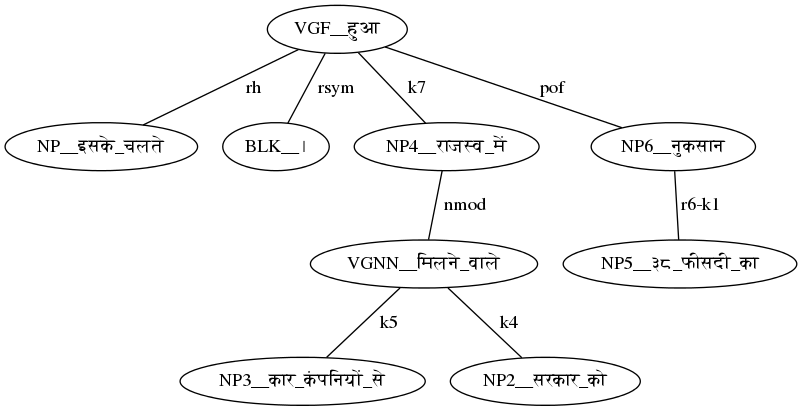 VGF__हुआ
rh rsym k7 pof
NP__इसके_चलते BLK__। NP4__राजस्व_में NP6__नुकसान
nmod r6-k1
VGNN__मिलने_वाले NP5__३८_फीसदी_का
k5 k4
NP3__कार_कंपनियों_से NP2__सरकार_को